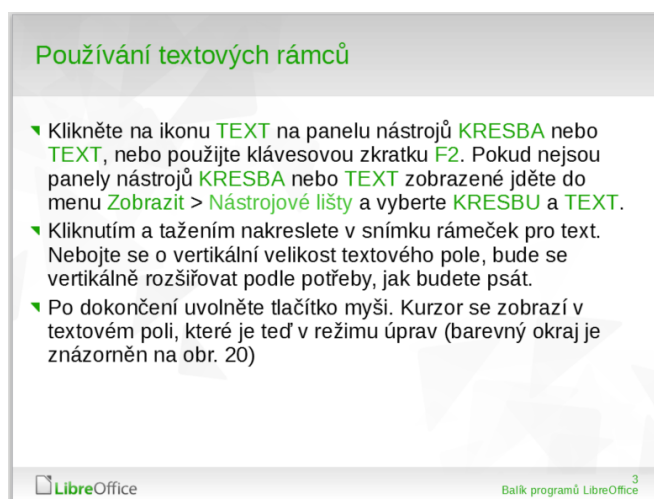 Používání textových rámců
Klikněte na ikonu TEXT na panelu nástrojů KRESBA nebo
TEXT, nebo použijte klávesovou zkratku F2. Pokud nejsou
panely nástrojů KRESBA nebo TEXT zobrazené jděte do
menu Zobrazit > Nástrojové lišty a vyberte KRESBU a TEXT.
Kliknutím a tažením nakreslete v snímku rámeček pro text.
Nebojte se o vertikální velikost textového pole, bude se
vertikálně rozšiřovat podle potřeby, jak budete psát.
Po dokončení uvolněte tlačítko myši. Kurzor se zobrazí v
textovém poli, které je teď v režimu úprav (barevný okraj je
znázorněn na obr. 20)
LibreOffice
3
Balík programů LibreOffice